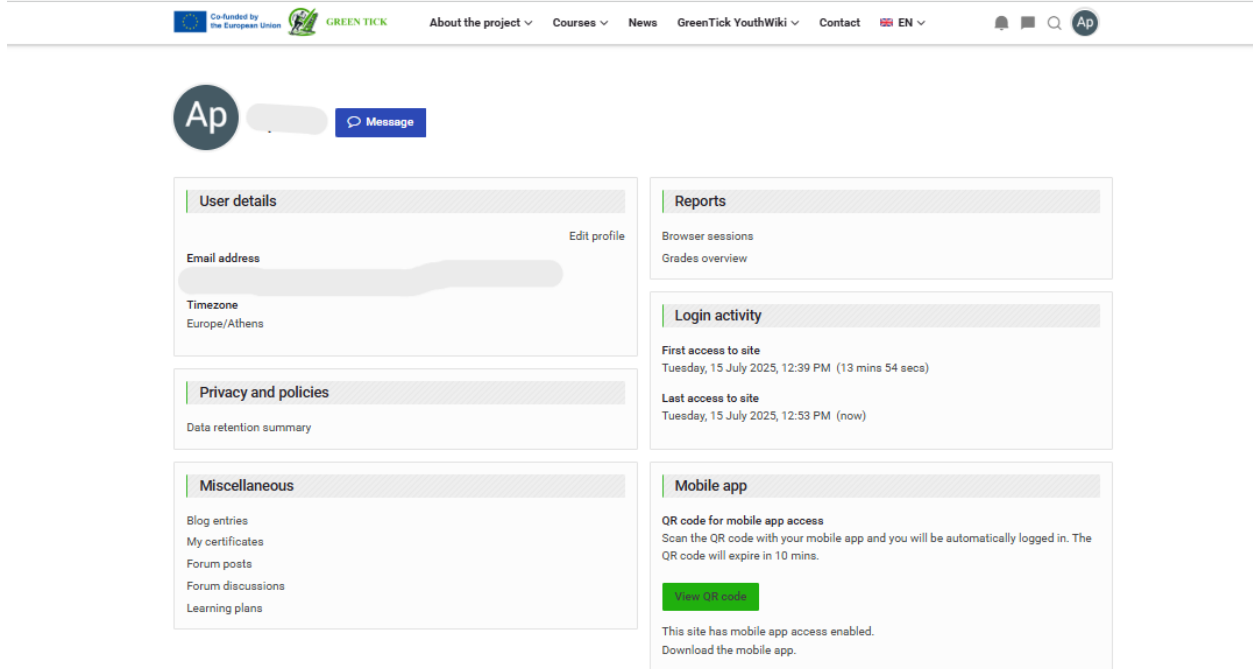 Co-funded by
the European Union
GREEN TICK
About the project
Courses
News
GreenTick YouthWiki
Contact
EN
Ap
Ap
Message
User details
Edit profile
Email address
Timezone
Europe/Athens
Privacy and policies
Data retention summary
Miscellaneous
Blog entries
My certificates
Forum posts
Forum discussions
Learning plans
Reports
Browser sessions
Grades overview
Login activity
First access to site
Tuesday, 15 July 2025, 12:39 PM (13 mins 54 secs)
Last access to site
Tuesday, 15 July 2025, 12:53 PM (now)
Mobile app
QR code for mobile app access
Scan the QR code with your mobile app and you will be automatically logged in. The
QR code will expire in 10 mins.
View QR code
This site has mobile app access enabled.
Download the mobile app.